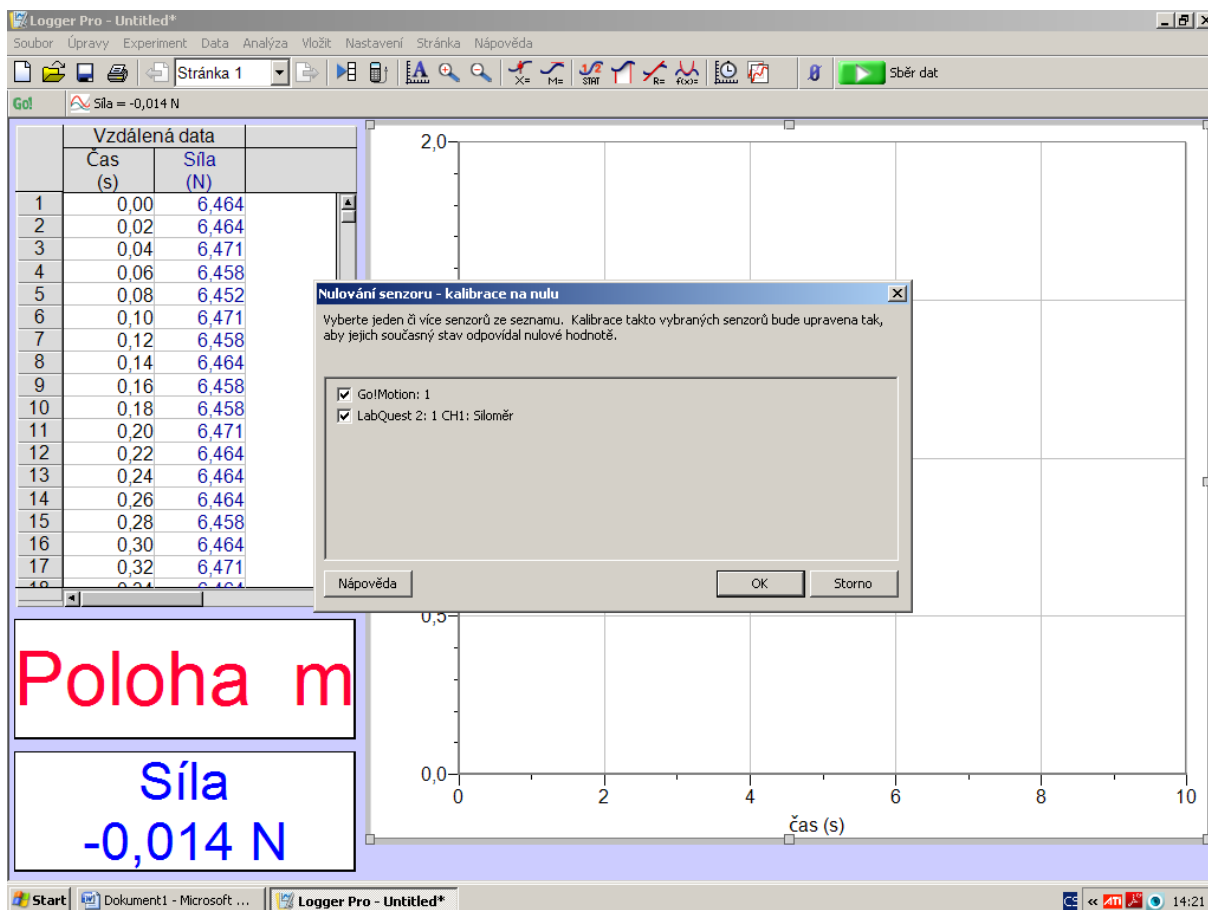 Logger Pro - Untitled*
Soubor Úpravy Experiment Data Analýza Vložit Nastavení Stránka Nápověda
Stránka 1
X= M= STAT R= f(x)= Sběr dat
Go! Síla = -0,014 N
Vzdálená data
Čas Síla
(s) (N)
1 0,00 6,464
2 0,02 6,464
3 0,04 6,471
4 0,06 6,458
5 0,08 6,452
6 0,10 6,471
7 0,12 6,458
8 0,14 6,464
9 0,16 6,458
10 0,18 6,458
11 0,20 6,471
12 0,22 6,464
13 0,24 6,464
14 0,26 6,464
15 0,28 6,458
16 0,30 6,464
17 0,32 6,471
18 0,34 6,464
Poloha m
Síla
-0,014 N
2,0
0,5
0,0
0 2 4 6 8 10
čas (s)
Nulování senzoru - kalibrace na nulu
Vyberte jeden či více senzorů ze seznamu. Kalibrace takto vybraných senzorů bude upravena tak,
aby jejich současný stav odpovídal nulové hodnotě.
Go!Motion: 1
LabQuest 2: 1 CH1: Siloměr
Nápověda OK Storno
Start Dokument1 - Microsoft ... Logger Pro - Untitled* CS « ATI 14:21